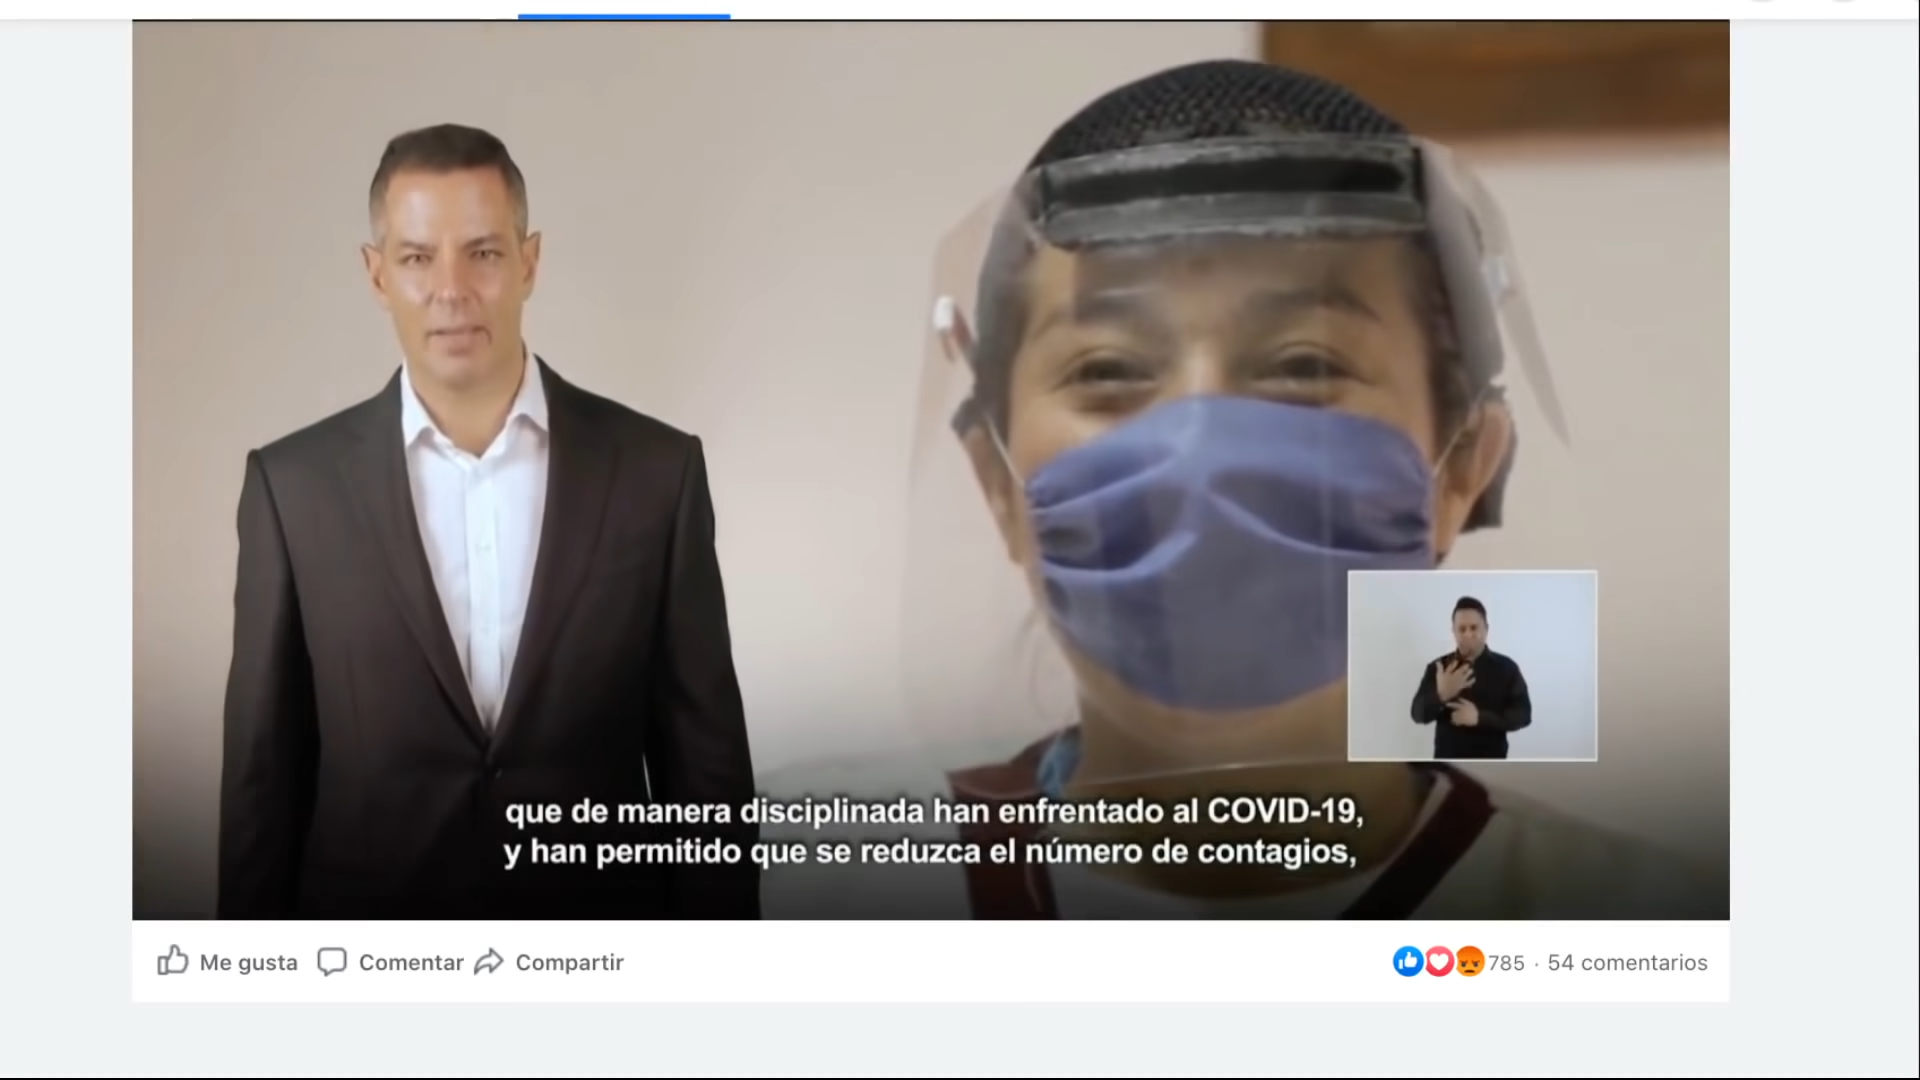 que de manera disciplinada han enfrentado al COVID-19,
y han permitido que se reduzca el número de contagios,
Me gusta Comentar Compartir 785 · 54 comentarios